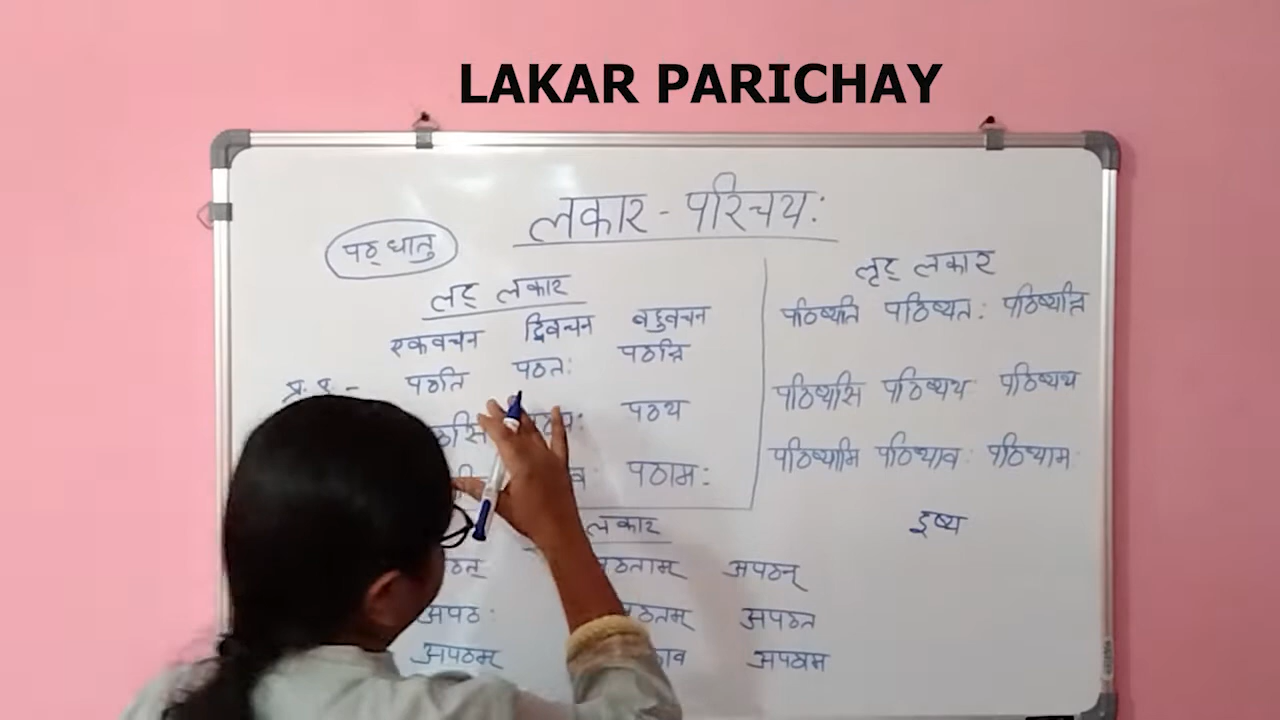 LAKAR PARICHAY
लकार - परिचय:
पठ् धातु
लट् लकार
एकवचन द्विवचन बहुवचन
पठति पठत: पठन्ति
पठथ
पठाम:
लृट् लकार
पठिष्यति पठिष्यत: पठिष्यन्ति
पठिष्यसि पठिष्यथ: पठिष्यथ
पठिष्यामि पठिष्याव: पठिष्याम:
इष्य
लकार
अपठन्
अपठ: अपठत
अपठम् अपठाम